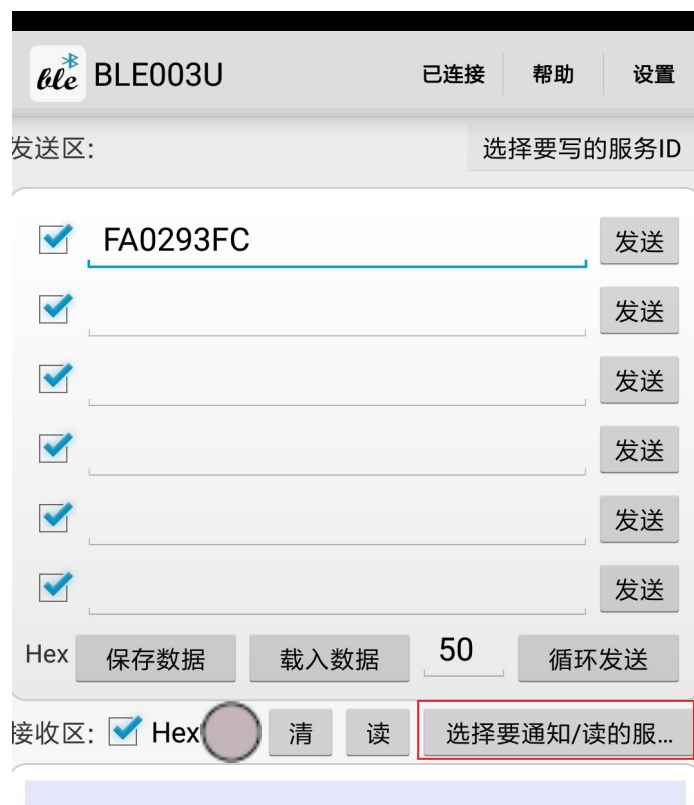 ble BLE003U 已连接 帮助 设置
发送区: 选择要写的服务ID
FA0293FC 发送
发送
发送
发送
发送
发送
Hex 保存数据 载入数据 50 循环发送
接收区: Hex 清 读 选择要通知/读的服...